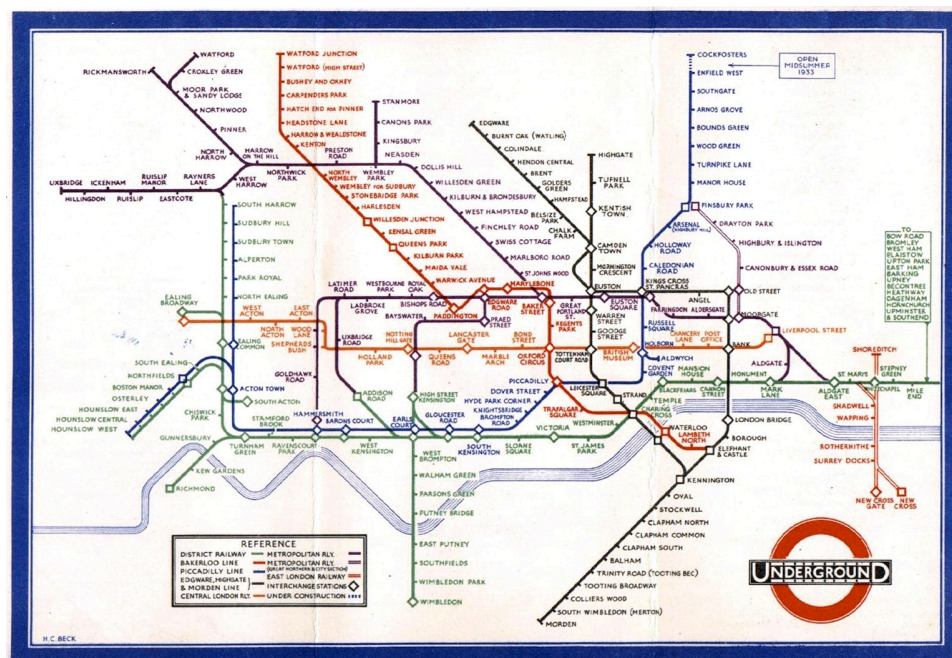 WATFORD
CROXLEY GREEN
RICKMANSWORTH
MOOR PARK
& SANDY LODGE
NORTHWOOD
PINNER
NORTH
HARROW
HARROW
ON THE HILL
NORTHWICK
PARK
PRESTON
ROAD
WEMBLEY
PARK
NEASDEN
STANMORE
CANONS PARK
KINGSBURY
UXBRIDGE
ICKENHAM
RUISLIP
MANOR
RAYNERS
LANE
HILLINGDON
RUISLIP
EASTCOTE
WEST
HARROW
WATFORD JUNCTION
WATFORD (HIGH STREET)
BUSHEY AND OXHEY
CARPENDERS PARK
HATCH END FOR PINNER
HEADSTONE LANE
HARROW & WEALDSTONE
KENTON
NORTH
WEMBLEY
WEMBLEY FOR SUDBURY
STONEBRIDGE PARK
HARLESDEN
WILLESDEN JUNCTION
KENSAL GREEN
QUEENS PARK
KILBURN PARK
MAIDA VALE
WARWICK AVENUE
PADDINGTON
DOLLIS HILL
WILLESDEN GREEN
KILBURN & BRONDESBURY
WEST HAMPSTEAD
FINCHLEY ROAD
SWISS COTTAGE
MARLBORO ROAD
ST. JOHNS WOOD
EDGWARE
BURNT OAK (WATLING)
COLINDALE
HENDON CENTRAL
BRENT
GOLDERS
GREEN
HAMPSTEAD
BELSIZE
PARK
CHALK
FARM
HIGHGATE
TUFNELL
PARK
KENTISH
TOWN
CAMDEN
TOWN
MORNINGTON
CRESCENT
EUSTON
COCKFOSTERS
OPEN
MIDSUMMER
1933
ENFIELD WEST
SOUTHGATE
ARNOS GROVE
BOUNDS GREEN
WOOD GREEN
TURNPIKE LANE
MANOR HOUSE
FINSBURY PARK
ARSENAL
(HIGHBURY HILL)
HOLLOWAY
ROAD
CALEDONIAN
ROAD
KINGS CROSS
ST. PANCRAS
DRAYTON PARK
HIGHBURY & ISLINGTON
CANONBURY & ESSEX ROAD
OLD STREET
MOORGATE
ANGEL
TO
BOW ROAD
BROMLEY
WEST HAM
PLAISTOW
UPTON PARK
EAST HAM
BARKING
UPNEY
BECONTREE
HEATHWAY
DAGENHAM
HORNCHURCH
UPMINSTER
& SOUTHEND
SOUTH HARROW
SUDBURY HILL
SUDBURY TOWN
ALPERTON
PARK ROYAL
NORTH EALING
EALING
BROADWAY
WEST
ACTON
EAST
ACTON
NORTH
ACTON
WOOD
LANE
SHEPHERDS
BUSH
EALING
COMMON
LATIMER
ROAD
WESTBOURNE
PARK
ROYAL
OAK
LADBROKE
GROVE
BISHOPS ROAD
BAYSWATER
PRAED
STREET
EDGWARE
ROAD
MARYLEBONE
BAKER
STREET
GREAT
PORTLAND
ST.
REGENTS
PARK
EUSTON
SQUARE
WARREN
STREET
GOODGE
STREET
RUSSELL
SQUARE
FARRINGDON
ALDERSGATE
LIVERPOOL STREET
UXBRIDGE
ROAD
HOLLAND
PARK
NOTTING
HILL GATE
QUEENS
ROAD
LANCASTER
GATE
MARBLE
ARCH
BOND
STREET
OXFORD
CIRCUS
TOTTENHAM
COURT ROAD
BRITISH
MUSEUM
HOLBORN
CHANCERY
LANE
POST
OFFICE
BANK
ALDWYCH
COVENT
GARDEN
ALDGATE
GOLDHAWK
ROAD
ADDISON
ROAD
HIGH STREET
KENSINGTON
SOUTH EALING
NORTHFIELDS
BOSTON MANOR
OSTERLEY
HOUNSLOW EAST
HOUNSLOW CENTRAL
HOUNSLOW WEST
ACTON TOWN
SOUTH ACTON
CHISWICK
PARK
GUNNERSBURY
KEW GARDENS
RICHMOND
TURNHAM
GREEN
STAMFORD
BROOK
RAVENSCOURT
PARK
HAMMERSMITH
BARONS COURT
WEST
KENSINGTON
EARLS
COURT
GLOUCESTER
ROAD
SOUTH
KENSINGTON
BROMPTON
ROAD
KNIGHTSBRIDGE
HYDE PARK CORNER
DOVER STREET
PICCADILLY
LEICESTER
SQUARE
STRAND
TRAFALGAR
SQUARE
SLOANE
SQUARE
VICTORIA
ST. JAMES
PARK
WESTMINSTER
CHARING
CROSS
TEMPLE
BLACKFRIARS
MANSION
HOUSE
CANNON
STREET
MONUMENT
MARK
LANE
ST MARYS
ALDGATE
EAST
STEPNEY
GREEN
WHITECHAPEL
MILE
END
SHOREDITCH
SHADWELL
WAPPING
ROTHERHITHE
SURREY DOCKS
NEW CROSS
GATE
NEW
CROSS
WATERLOO
LAMBETH
NORTH
LONDON BRIDGE
BOROUGH
ELEPHANT
& CASTLE
KENNINGTON
OVAL
STOCKWELL
CLAPHAM NORTH
CLAPHAM COMMON
CLAPHAM SOUTH
BALHAM
TRINITY ROAD (TOOTING BEC)
TOOTING BROADWAY
COLLIERS WOOD
SOUTH WIMBLEDON (MERTON)
MORDEN
WEST
BROMPTON
WALHAM GREEN
PARSONS GREEN
PUTNEY BRIDGE
EAST PUTNEY
SOUTHFIELDS
WIMBLEDON PARK
WIMBLEDON
REFERENCE
DISTRICT RAILWAY
BAKERLOO LINE
PICCADILLY LINE
EDGWARE, HIGHGATE
& MORDEN LINE
CENTRAL LONDON RLY.
METROPOLITAN RLY.
METROPOLITAN RLY.
(GREAT NORTHERN & CITY SECTION)
EAST LONDON RAILWAY
INTERCHANGE STATIONS
UNDER CONSTRUCTION
UNDERGROUND
H.C. BECK